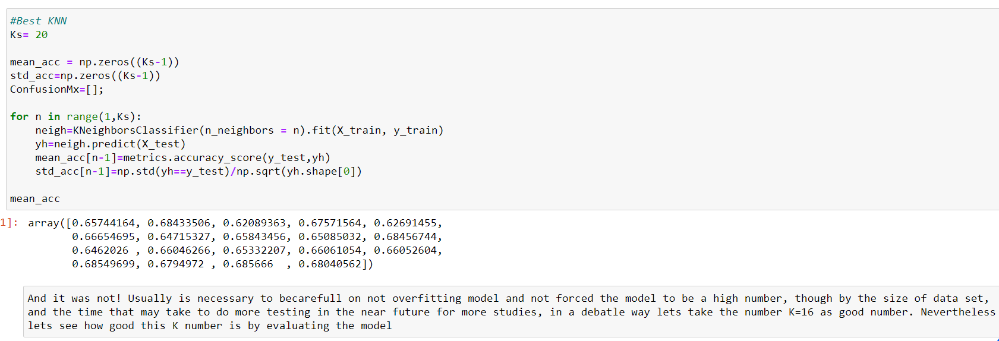 #Best KNN
Ks= 20
mean_acc = np.zeros((Ks-1))
std_acc=np.zeros((Ks-1))
ConfusionMx=[];
for n in range(1,Ks):
    neigh=KNeighborsClassifier(n_neighbors = n).fit(X_train, y_train)
    yh=neigh.predict(X_test)
    mean_acc[n-1]=metrics.accuracy_score(y_test,yh)
    std_acc[n-1]=np.std(yh==y_test)/np.sqrt(yh.shape[0])
mean_acc
1]: array([0.65744164, 0.68433506, 0.62089363, 0.67571564, 0.62691455,
0.66654695, 0.64715327, 0.65843456, 0.65085032, 0.68456744,
0.6462026 , 0.66046266, 0.65332207, 0.66061054, 0.66052604,
0.68549699, 0.6794972 , 0.685666  , 0.68040562])
And it was not! Usually is necessary to becarefull on not overfitting model and not forced the model to be a high number, though by the size of data set,
and the time that may take to do more testing in the near future for more studies, in a debatle way lets take the number K=16 as good number. Nevertheless
lets see how good this K number is by evaluating the model